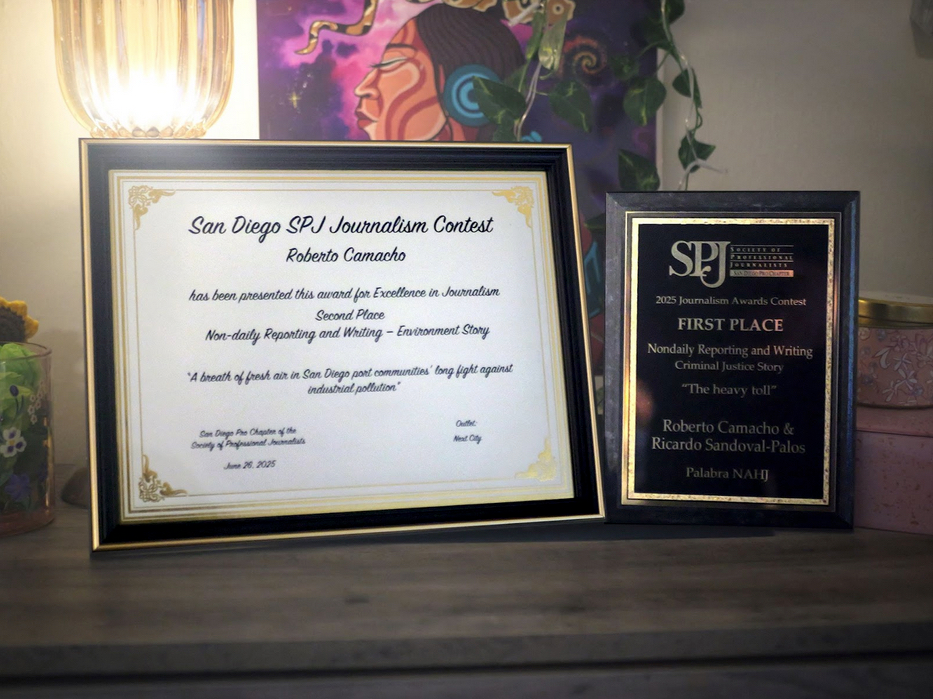 San Diego SPJ Journalism Contest
Roberto Camacho
has been presented this award for Excellence in Journalism
Second Place
Non-daily Reporting and Writing – Environment Story
"A breath of fresh air in San Diego port communities' long fight against
industrial pollution"
San Diego Pro Chapter of the
Society of Professional Journalists
June 26, 2025
Outlet:
Next City
SPJ
SOCIETY OF
PROFESSIONAL
JOURNALISTS
SAN DIEGO PRO CHAPTER
2025 Journalism Awards Contest
FIRST PLACE
Nondaily Reporting and Writing
Criminal Justice Story
"The heavy toll"
Roberto Camacho &
Ricardo Sandoval-Palos
Palabra NAHJ